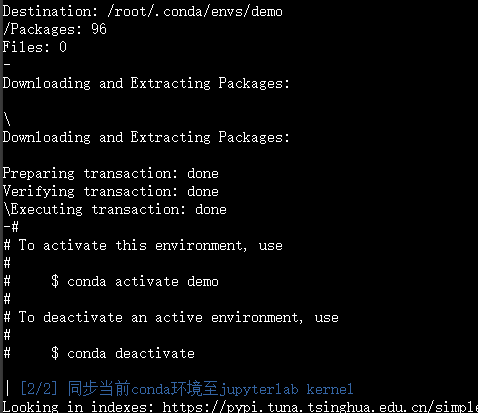 Destination: /root/.conda/envs/demo
/Packages: 96
Files: 0
-
Downloading and Extracting Packages:
\
Downloading and Extracting Packages:
Preparing transaction: done
Verifying transaction: done
\Executing transaction: done
-#
# To activate this environment, use
#
#     $ conda activate demo
#
# To deactivate an active environment, use
#
#     $ conda deactivate
| [2/2] 同步当前conda环境至jupyterlab kernel
Looking in indexes: https://pypi.tuna.tsinghua.edu.cn/simple